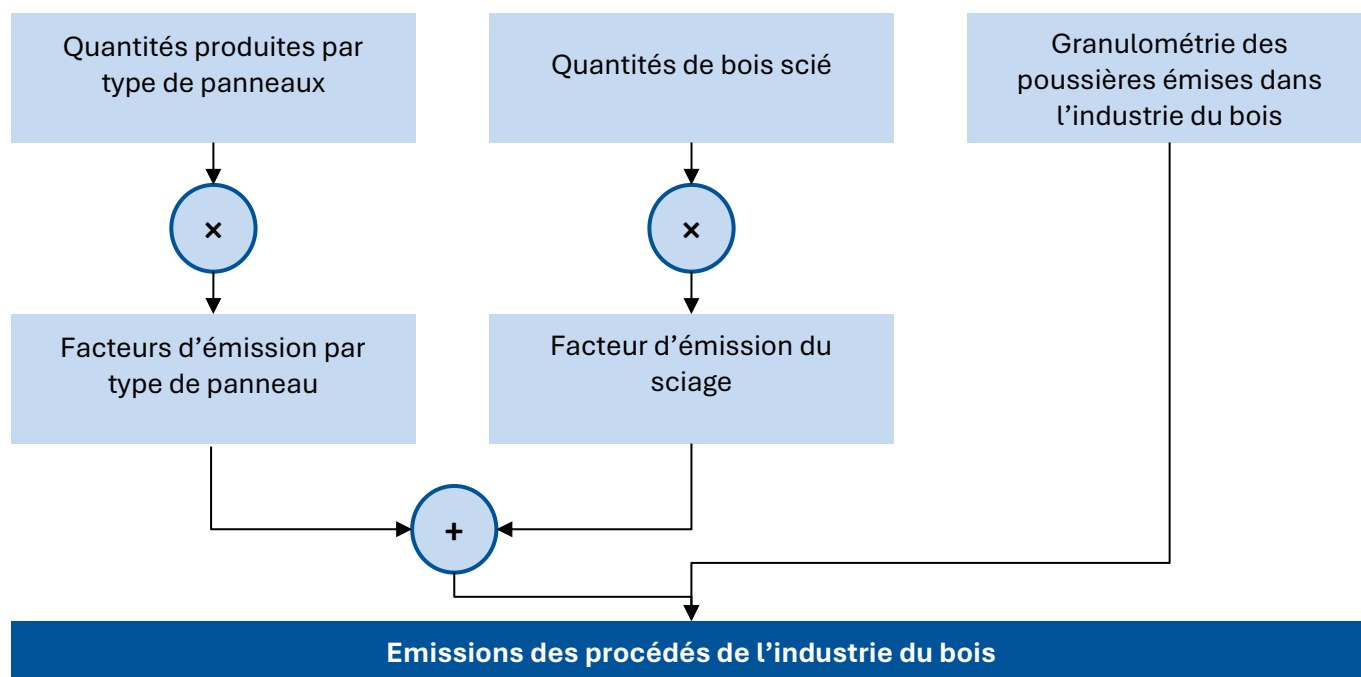 Quantités produites par
type de panneaux
Quantités de bois scié
Granulométrie des
poussières émises dans
l’industrie du bois
×
×
Facteurs d’émission par
type de panneau
Facteur d’émission du
sciage
+
Emissions des procédés de l’industrie du bois